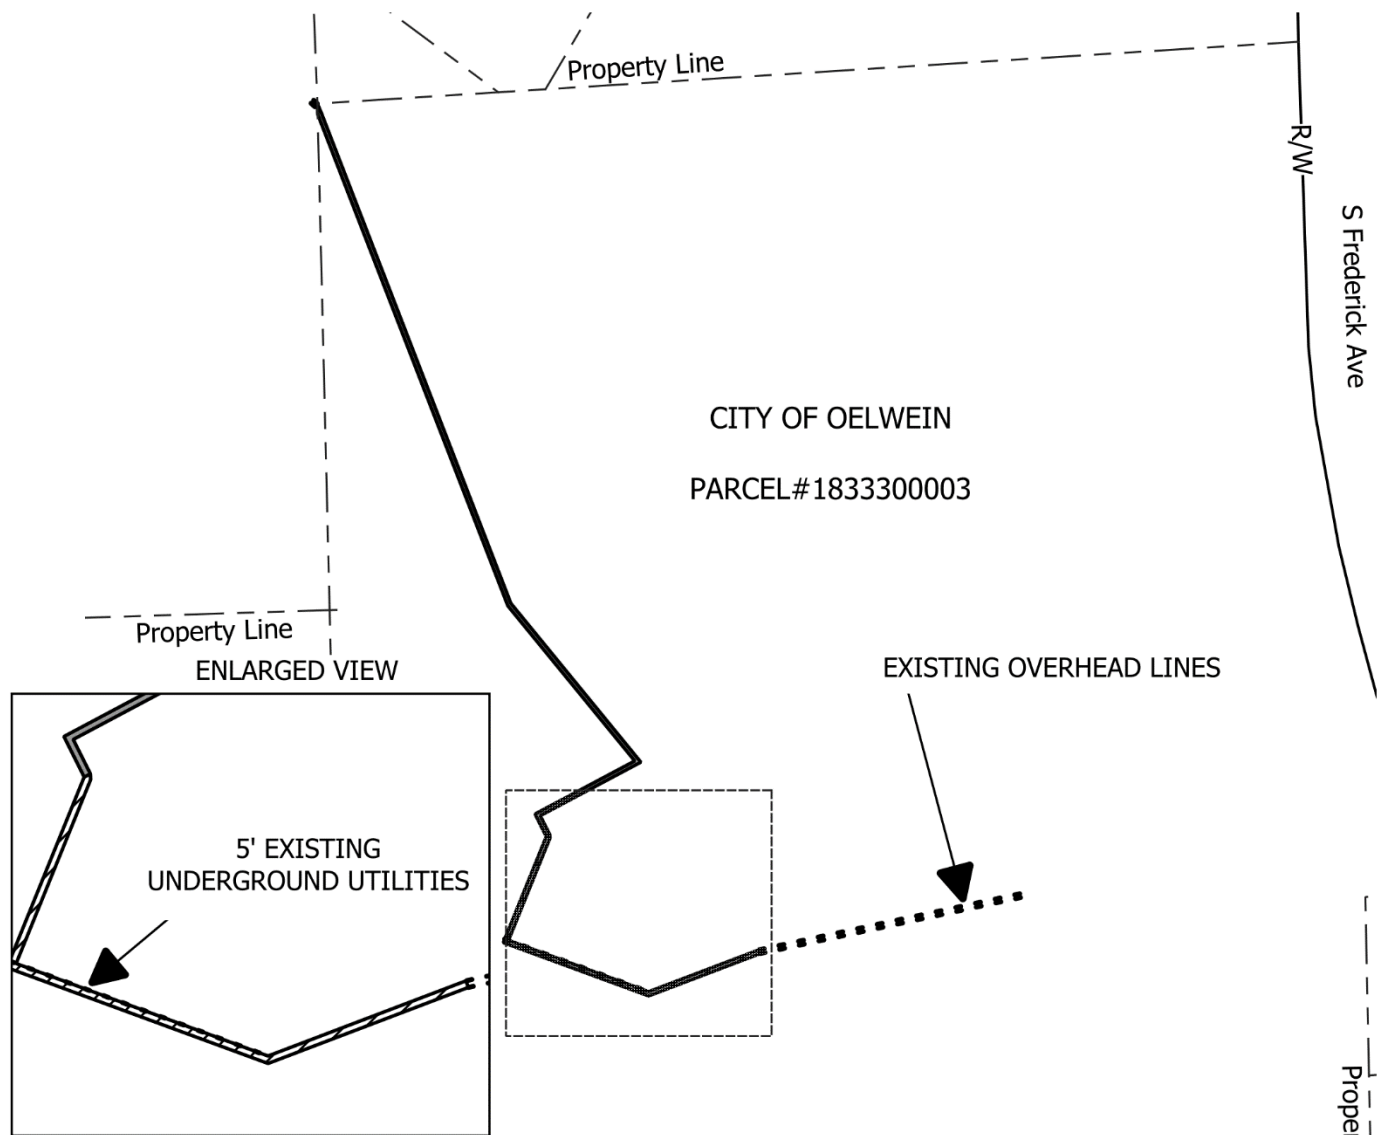 Property Line
R/W
S Frederick Ave
CITY OF OELWEIN
PARCEL#1833300003
Property Line
ENLARGED VIEW
EXISTING OVERHEAD LINES
5' EXISTING
UNDERGROUND UTILITIES